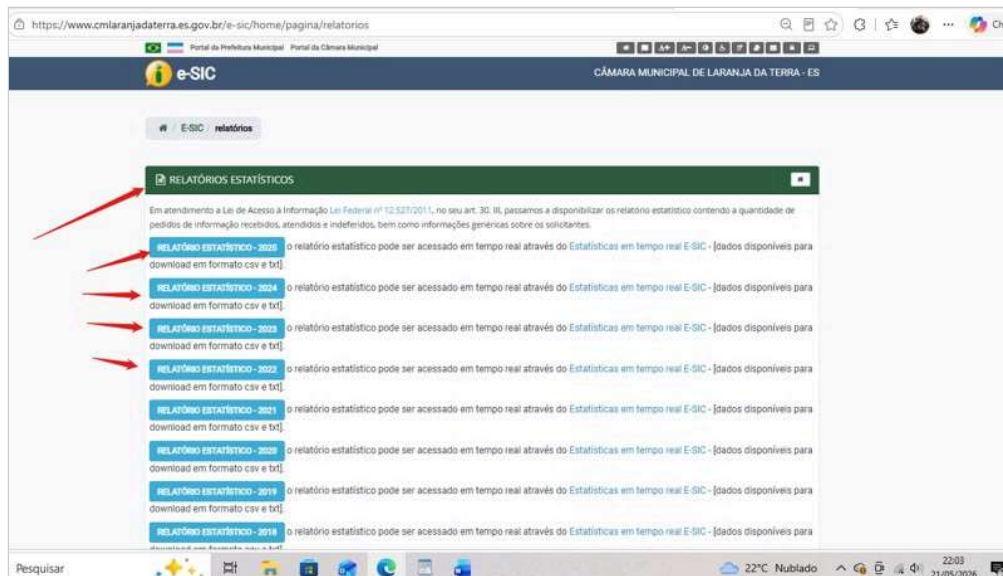 https://www.cmlaranjadaterra.es.gov.br/e-sic/home/pagina/relatorios
Portal da Prefeitura Municipal Portal da Câmara Municipal
A+ A-
e-SIC
CÂMARA MUNICIPAL DE LARANJA DA TERRA - ES
/ E-SIC / relatórios
RELATÓRIOS ESTATÍSTICOS
Em atendimento a Lei de Acesso à Informação Lei Federal nº 12.527/2011, no seu art. 30. III, passamos a disponibilizar os relatório estatístico contendo a quantidade de
pedidos de informação recebidos, atendidos e indeferidos, bem como informações genéricas sobre os solicitantes.
RELATÓRIO ESTATÍSTICO - 2025 o relatório estatístico pode ser acessado em tempo real através do Estatísticas em tempo real E-SIC - [dados disponíveis para
download em formato csv e txt].
RELATÓRIO ESTATÍSTICO - 2024 o relatório estatístico pode ser acessado em tempo real através do Estatísticas em tempo real E-SIC - [dados disponíveis para
download em formato csv e txt].
RELATÓRIO ESTATÍSTICO - 2023 o relatório estatístico pode ser acessado em tempo real através do Estatísticas em tempo real E-SIC - [dados disponíveis para
download em formato csv e txt].
RELATÓRIO ESTATÍSTICO - 2022 o relatório estatístico pode ser acessado em tempo real através do Estatísticas em tempo real E-SIC - [dados disponíveis para
download em formato csv e txt].
RELATÓRIO ESTATÍSTICO - 2021 o relatório estatístico pode ser acessado em tempo real através do Estatísticas em tempo real E-SIC - [dados disponíveis para
download em formato csv e txt].
RELATÓRIO ESTATÍSTICO - 2020 o relatório estatístico pode ser acessado em tempo real através do Estatísticas em tempo real E-SIC - [dados disponíveis para
download em formato csv e txt].
RELATÓRIO ESTATÍSTICO - 2019 o relatório estatístico pode ser acessado em tempo real através do Estatísticas em tempo real E-SIC - [dados disponíveis para
download em formato csv e txt].
RELATÓRIO ESTATÍSTICO - 2018 o relatório estatístico pode ser acessado em tempo real através do Estatísticas em tempo real E-SIC - [dados disponíveis para
Pesquisar
22°C Nublado
22:03
21/05/2026